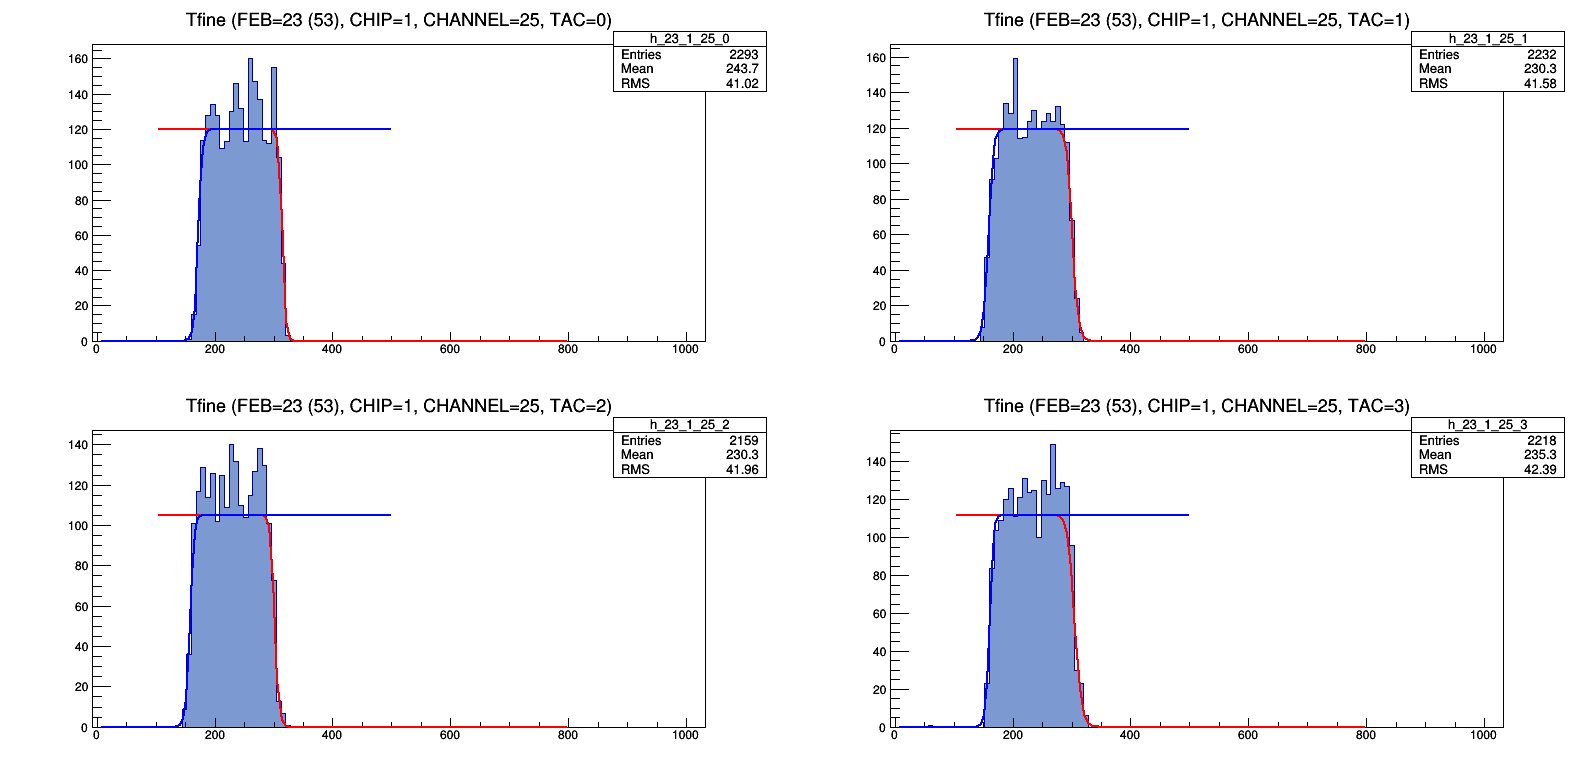 Tfine (FEB=23 (53), CHIP=1, CHANNEL=25, TAC=0)
h_23_1_25_0
Entries 2293
Mean 243.7
RMS 41.02
160
140
120
100
80
60
40
20
0
0 200 400 600 800 1000
Tfine (FEB=23 (53), CHIP=1, CHANNEL=25, TAC=1)
h_23_1_25_1
Entries 2232
Mean 230.3
RMS 41.58
160
140
120
100
80
60
40
20
0
0 200 400 600 800 1000
Tfine (FEB=23 (53), CHIP=1, CHANNEL=25, TAC=2)
h_23_1_25_2
Entries 2159
Mean 230.3
RMS 41.96
140
120
100
80
60
40
20
0
0 200 400 600 800 1000
Tfine (FEB=23 (53), CHIP=1, CHANNEL=25, TAC=3)
h_23_1_25_3
Entries 2218
Mean 235.3
RMS 42.39
140
120
100
80
60
40
20
0
0 200 400 600 800 1000